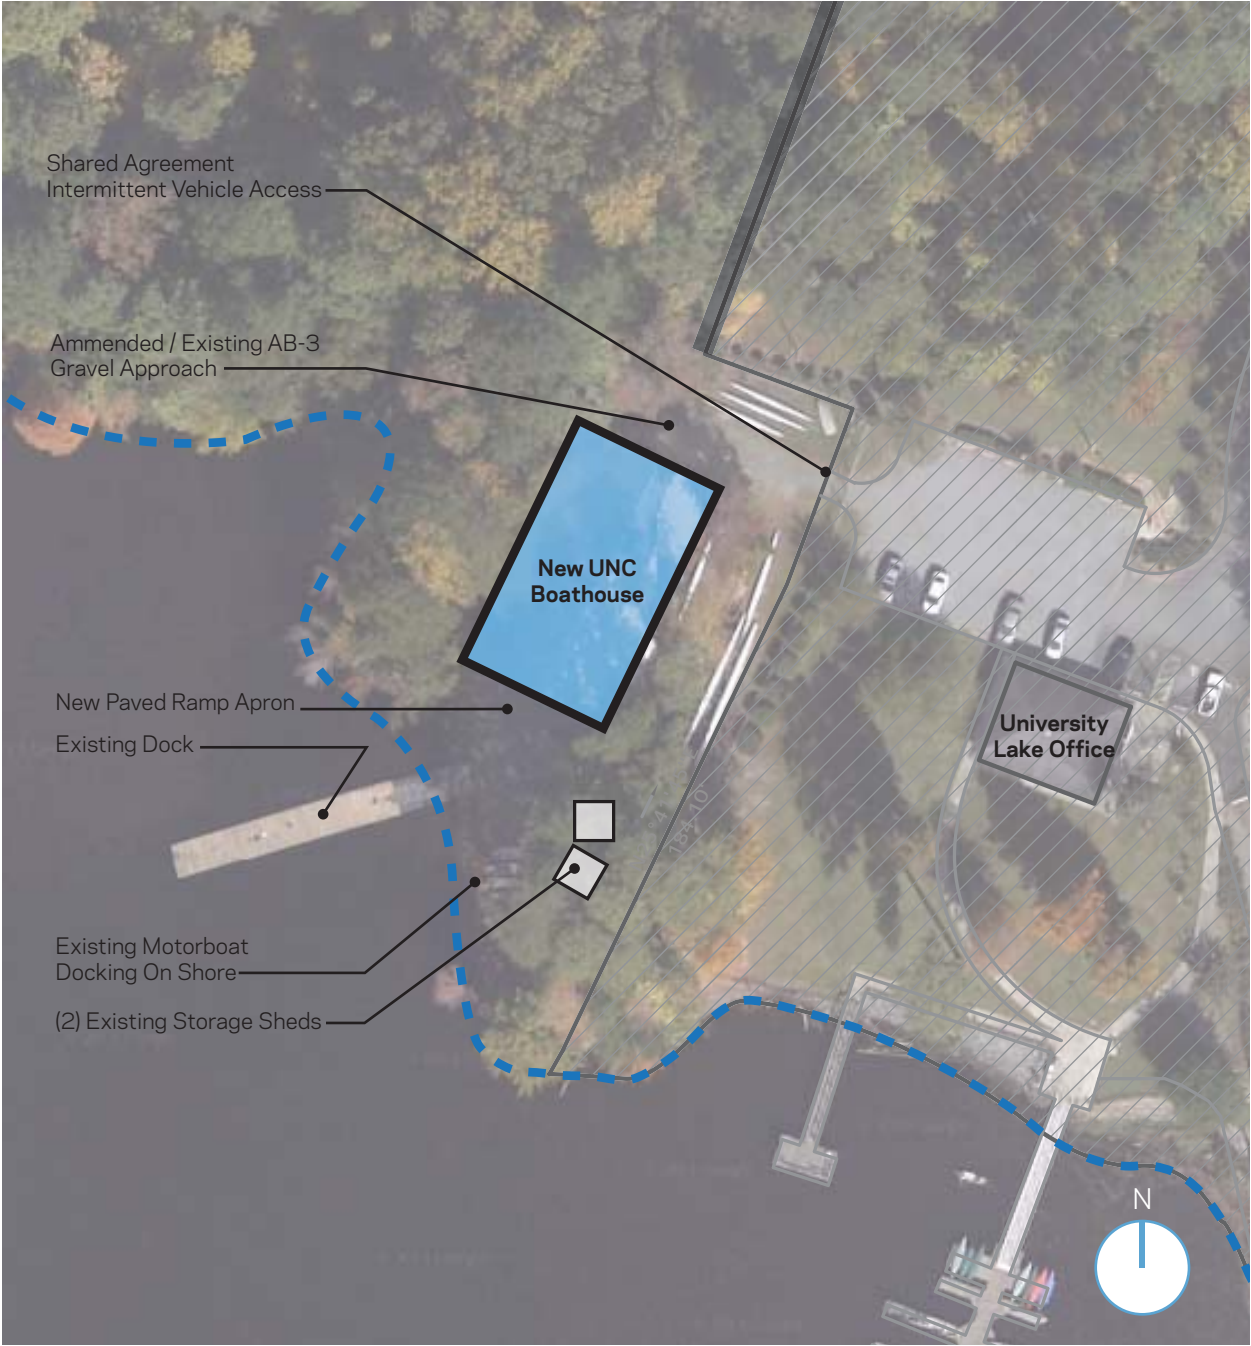 Shared Agreement
Intermittent Vehicle Access
Ammended / Existing AB-3
Gravel Approach
New UNC
Boathouse
New Paved Ramp Apron
Existing Dock
University
Lake Office
Existing Motorboat
Docking On Shore
(2) Existing Storage Sheds
N